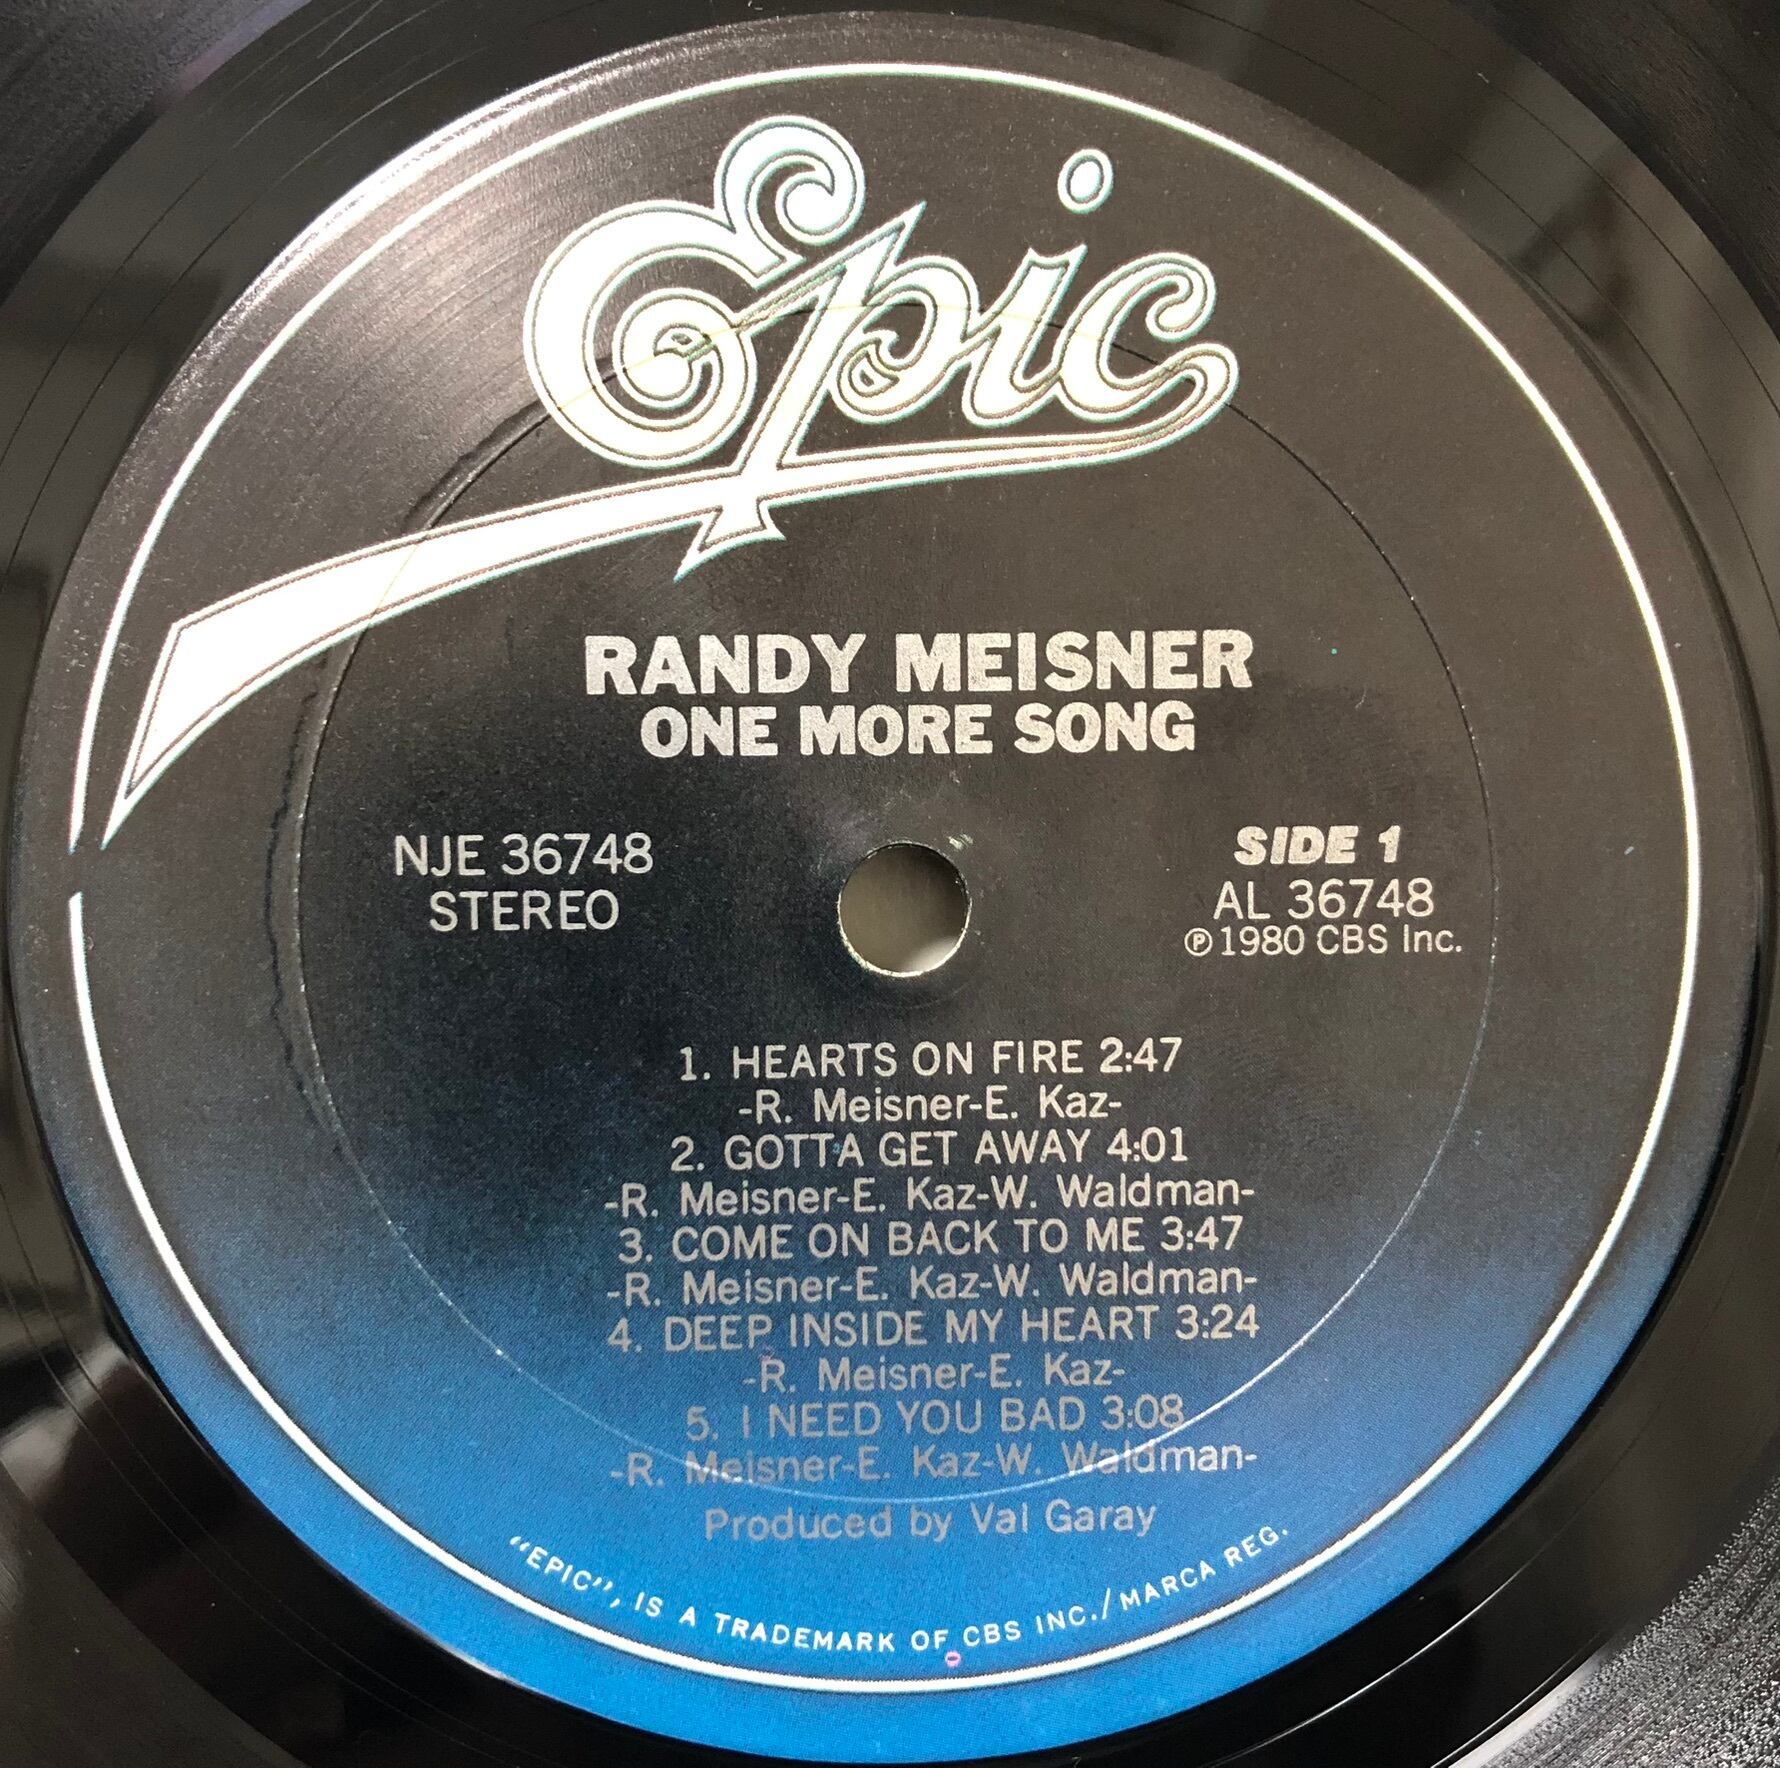 Epic
RANDY MEISNER
ONE MORE SONG
NJE 36748
STEREO
SIDE 1
AL 36748
℗ 1980 CBS Inc.
1. HEARTS ON FIRE 2:47
-R. Meisner-E. Kaz-
2. GOTTA GET AWAY 4:01
-R. Meisner-E. Kaz-W. Waldman-
3. COME ON BACK TO ME 3:47
-R. Meisner-E. Kaz-W. Waldman-
4. DEEP INSIDE MY HEART 3:24
-R. Meisner-E. Kaz-
5. I NEED YOU BAD 3:08
-R. Meisner-E. Kaz-W. Waldman-
Produced by Val Garay
"EPIC", IS A TRADEMARK OF CBS INC./MARCA REG.